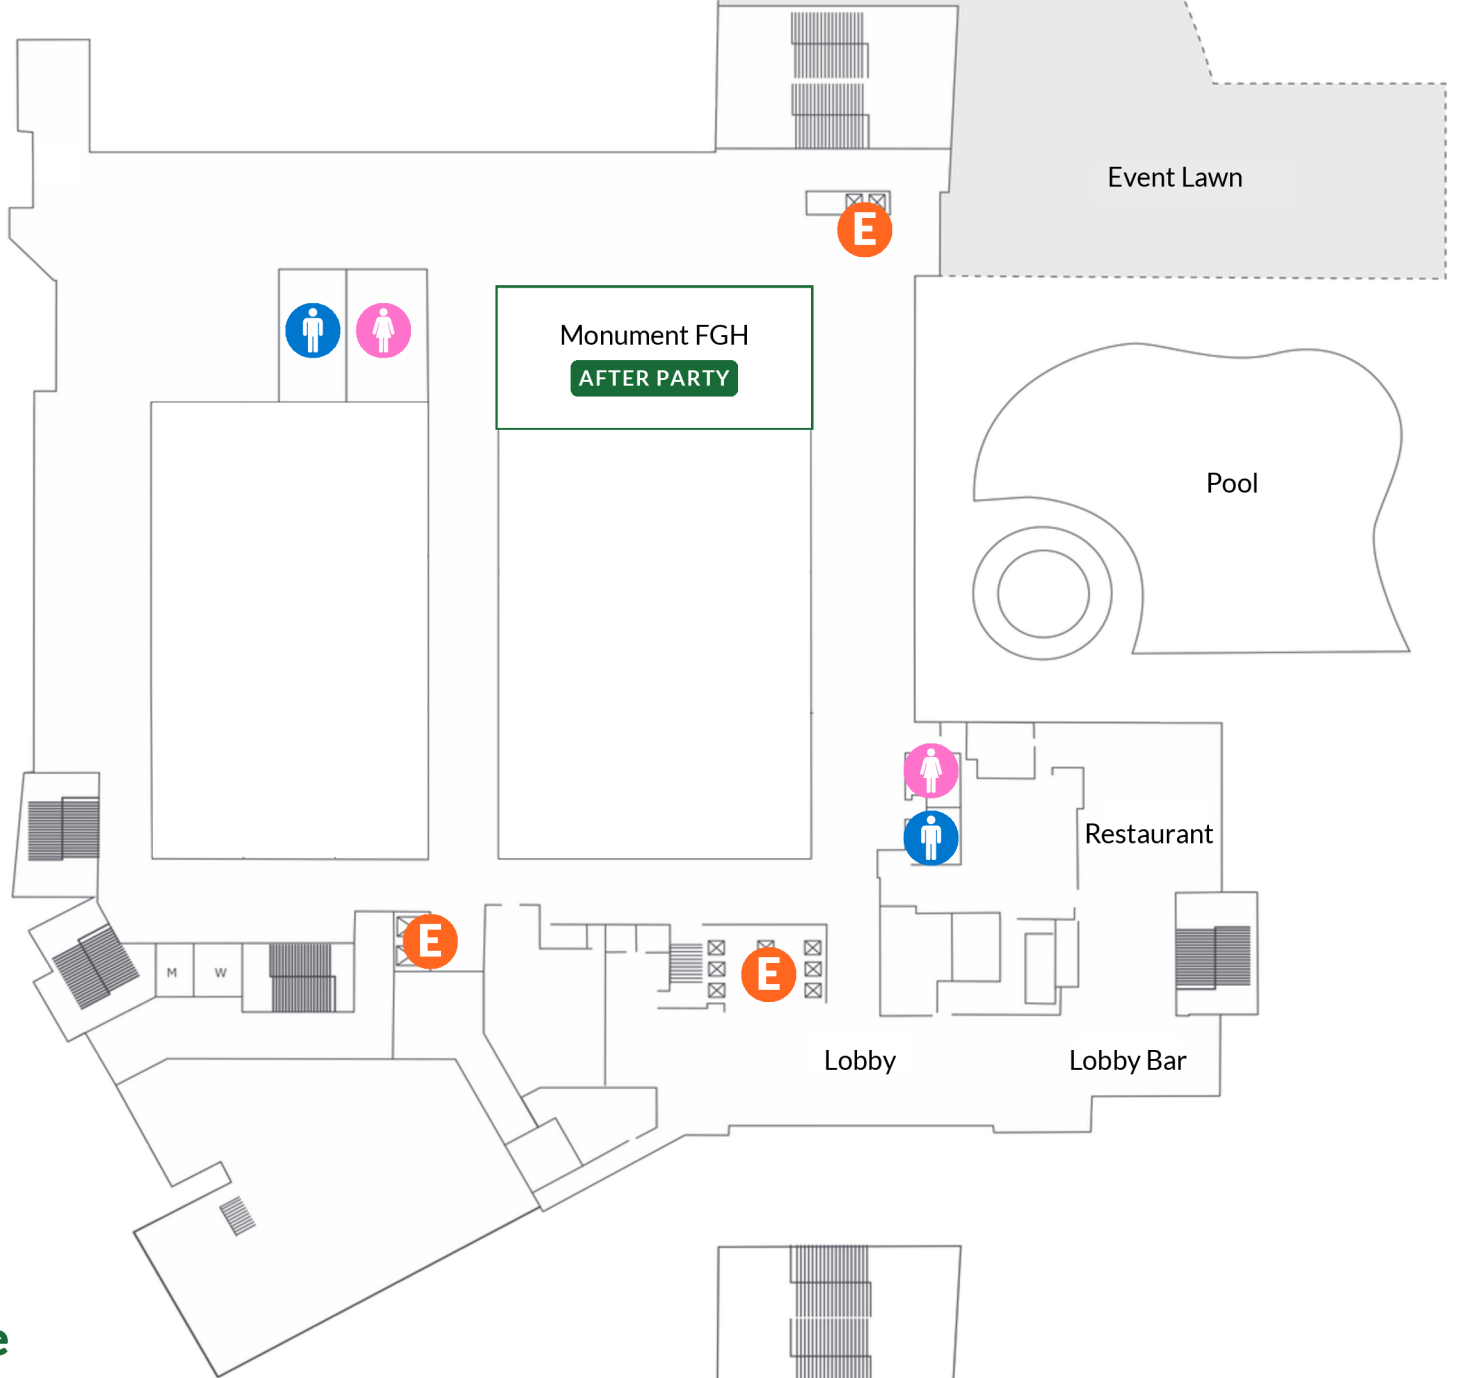 Event Lawn
E
Monument FGH
AFTER PARTY
Pool
Restaurant
E
M W
E
Lobby
Lobby Bar
e